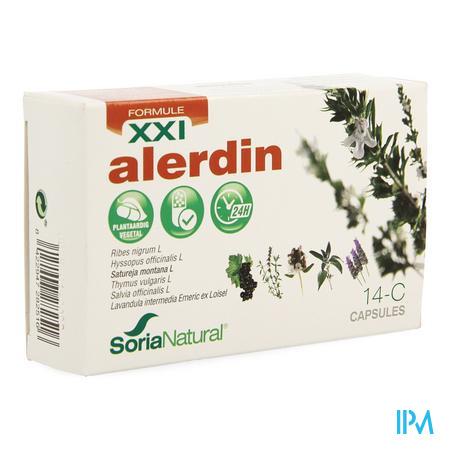 FORMULE
XXI
alerdin
PLANTAARDIG
VEGETAL
24H
Ribes nigrum L
Hyssopus officinalis L
Satureja montana L
Thymus vulgaris L
Salvia officinalis L
Lavandula intermedia Emeric ex Loisel
14-C
CAPSULES
SoriaNatural®
IPM